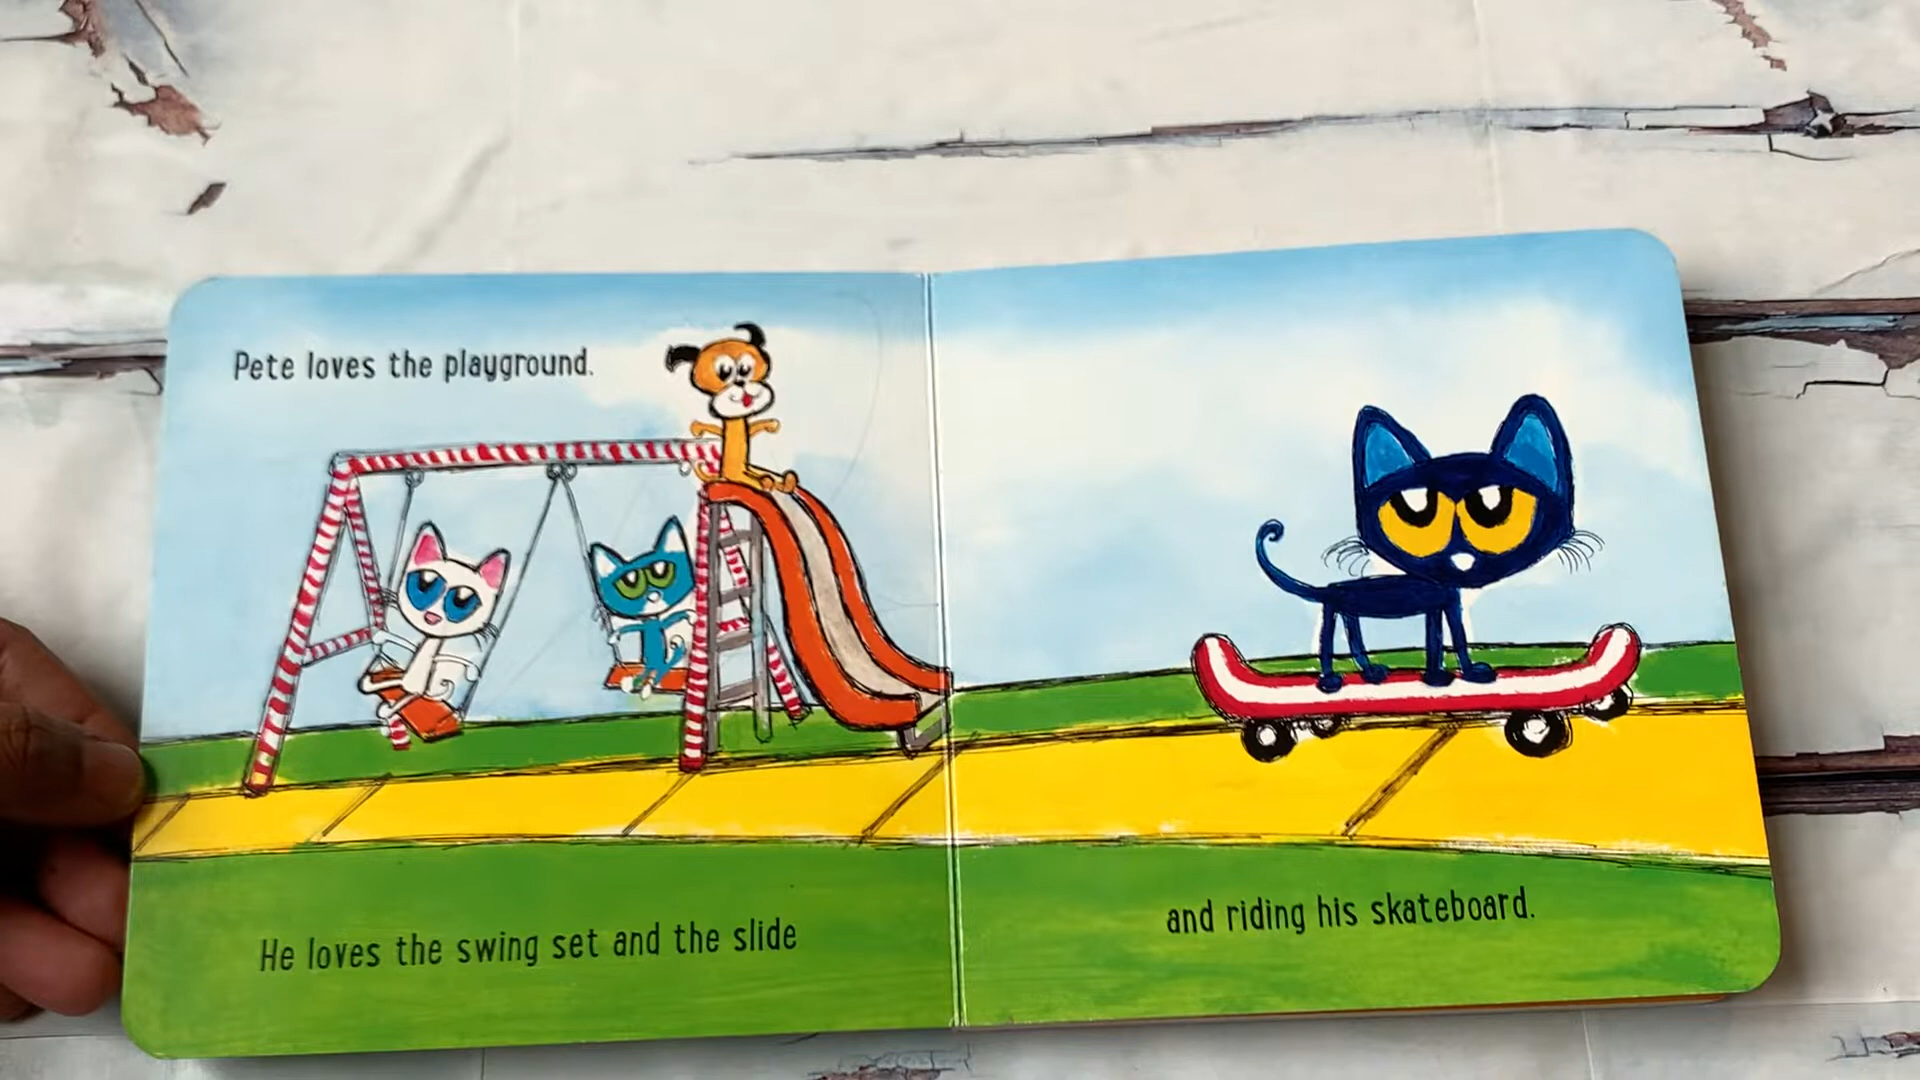 Pete loves the playground.
He loves the swing set and the slide
and riding his skateboard.